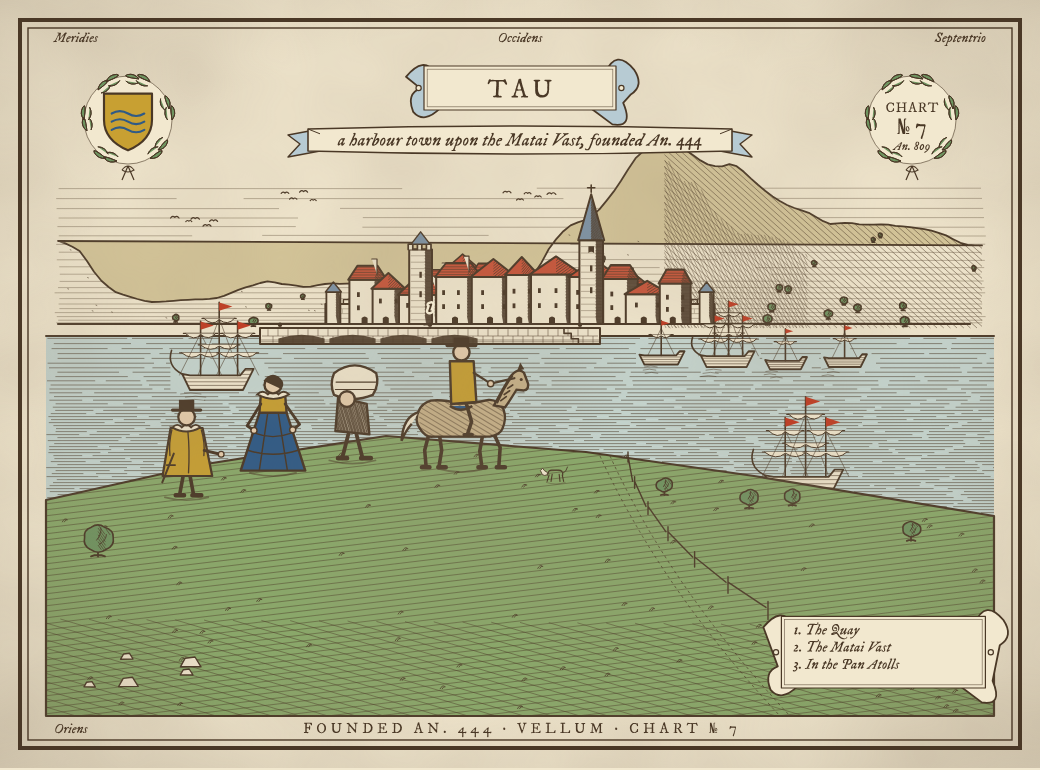 Meridies
Occidens
Septentrio
TAU
a harbour town upon the Matai Vast, founded An. 444
CHART
№ 7
An. 809
1
1. The Quay
2. The Matai Vast
3. In the Pan Atolls
Oriens
FOUNDED AN. 444 · VELLUM · CHART № 7